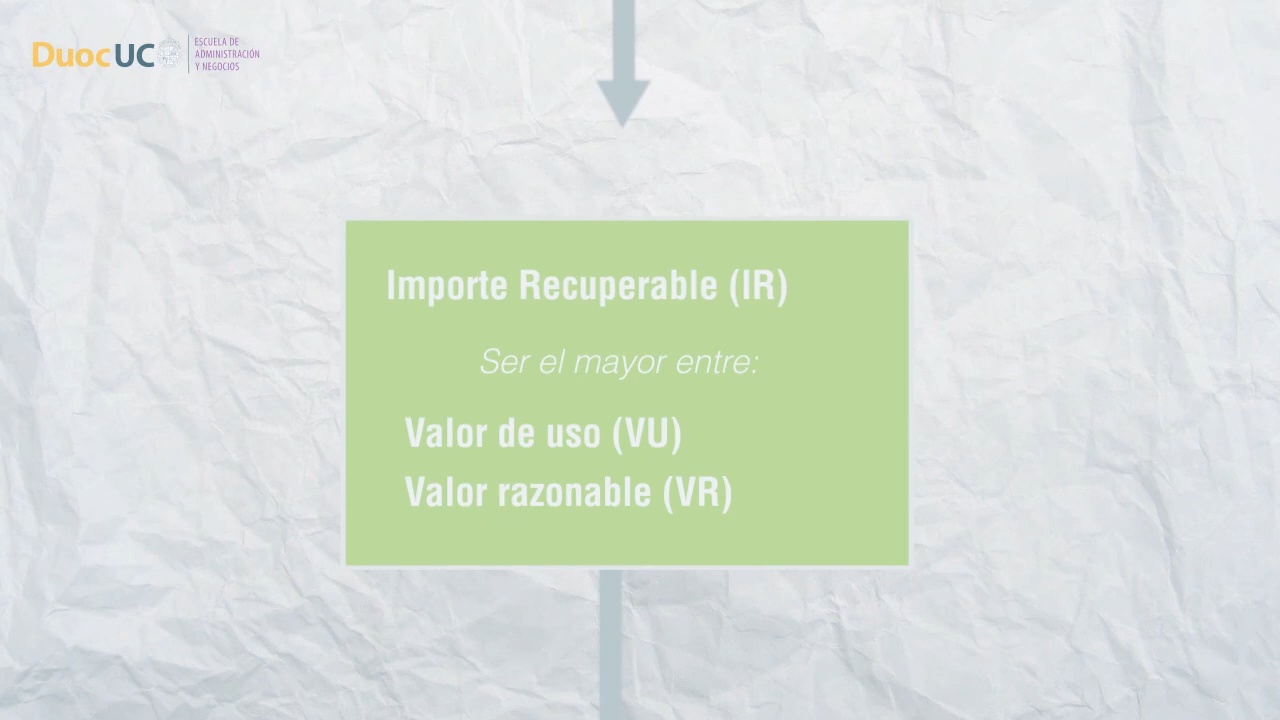 DuocUC
ESCUELA DE
ADMINISTRACIÓN
Y NEGOCIOS
Importe Recuperable (IR)
Ser el mayor entre:
Valor de uso (VU)
Valor razonable (VR)